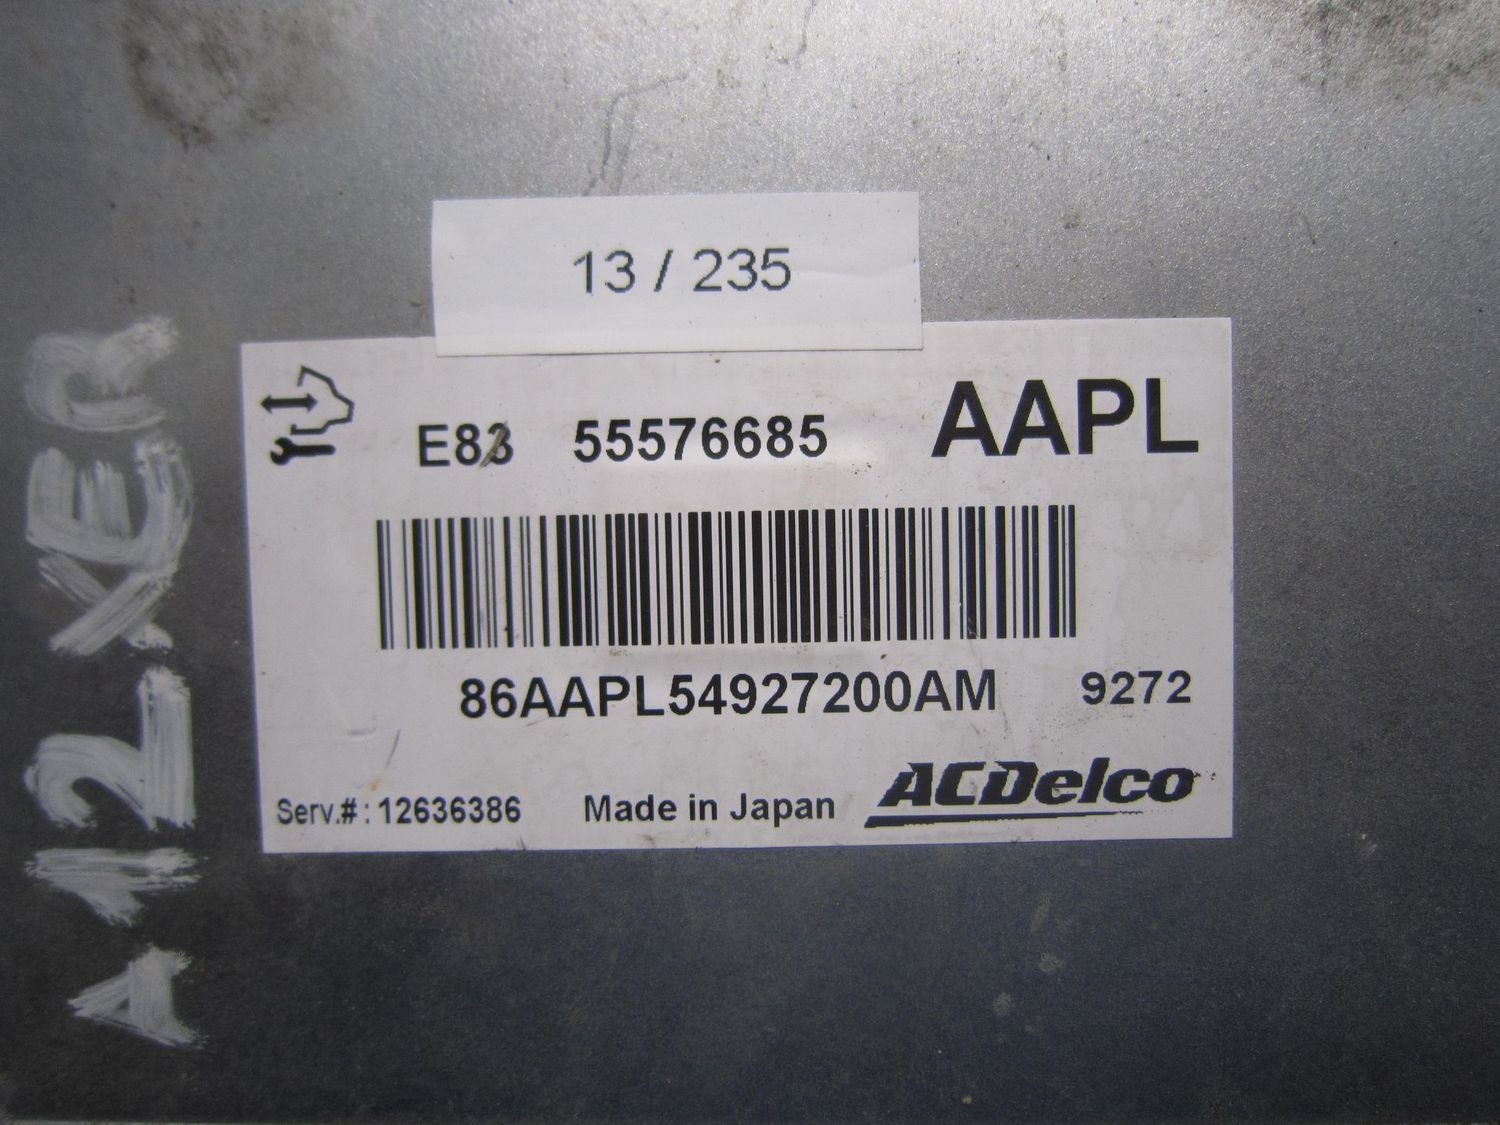 13 / 235
E83 55576685 AAPL
86AAPL54927200AM 9272
Serv.#: 12636386 Made in Japan ACDelco
A12XER